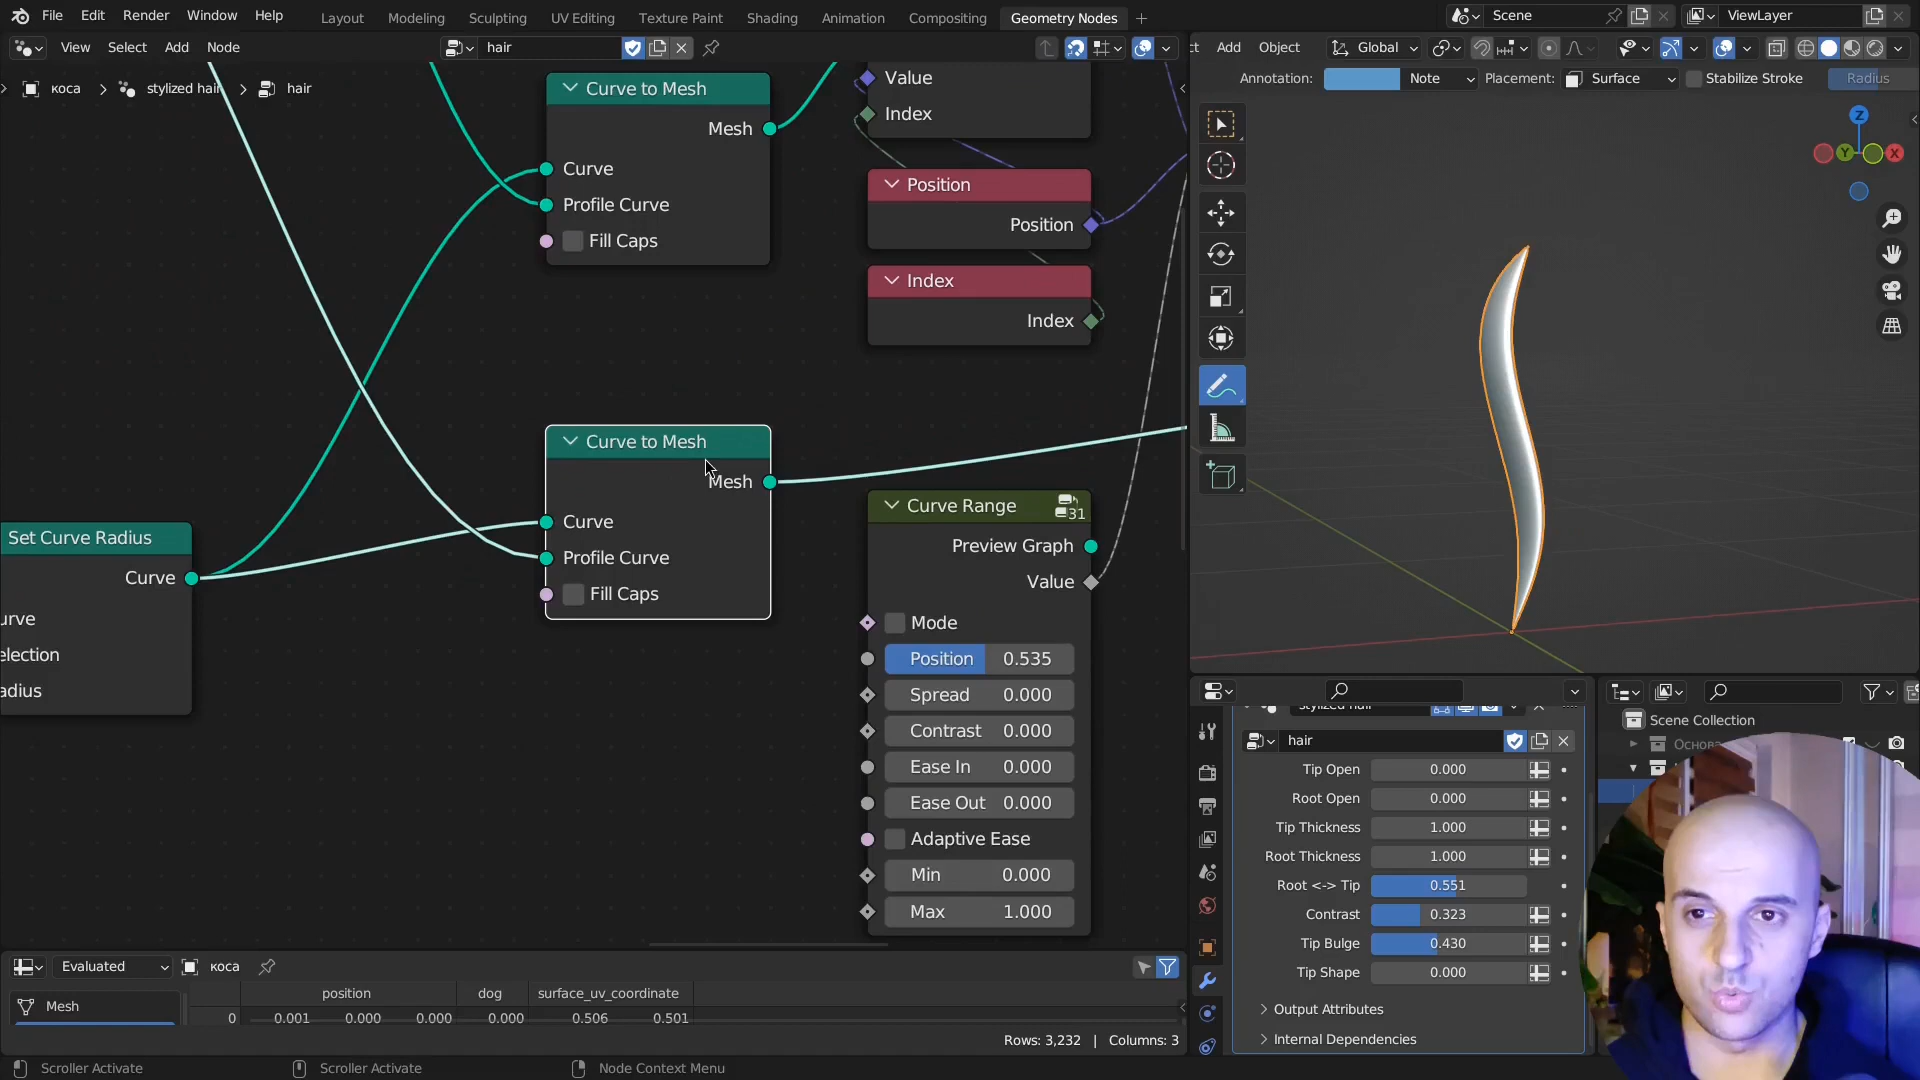 File Edit Render Window Help
Layout Modeling Sculpting UV Editing Texture Paint Shading Animation Compositing Geometry Nodes
Scene
ViewLayer
View Select Add Node
hair
Add Object
Global
коса stylized hair hair
Annotation: Note Placement: Surface Stabilize Stroke Radius
Z
Y
X
Curve to Mesh
Mesh
Curve
Profile Curve
Fill Caps
Value
Index
Position
Position
Index
Index
Curve to Mesh
Mesh
Curve
Profile Curve
Fill Caps
Set Curve Radius
Curve
urve
election
adius
Curve Range
31
Preview Graph
Value
Mode
Position 0.535
Spread 0.000
Contrast 0.000
Ease In 0.000
Ease Out 0.000
Adaptive Ease
Min 0.000
Max 1.000
stylized hair
hair
Tip Open 0.000
Root Open 0.000
Tip Thickness 1.000
Root Thickness 1.000
Root <-> Tip 0.551
Contrast 0.323
Tip Bulge 0.430
Tip Shape 0.000
Output Attributes
Internal Dependencies
Scene Collection
Evaluated
коса
position dog surface_uv_coordinate
Mesh
0 0.001 0.000 0.000 0.000 0.506 0.501
Rows: 3,232 | Columns: 3
Scroller Activate
Scroller Activate
Node Context Menu